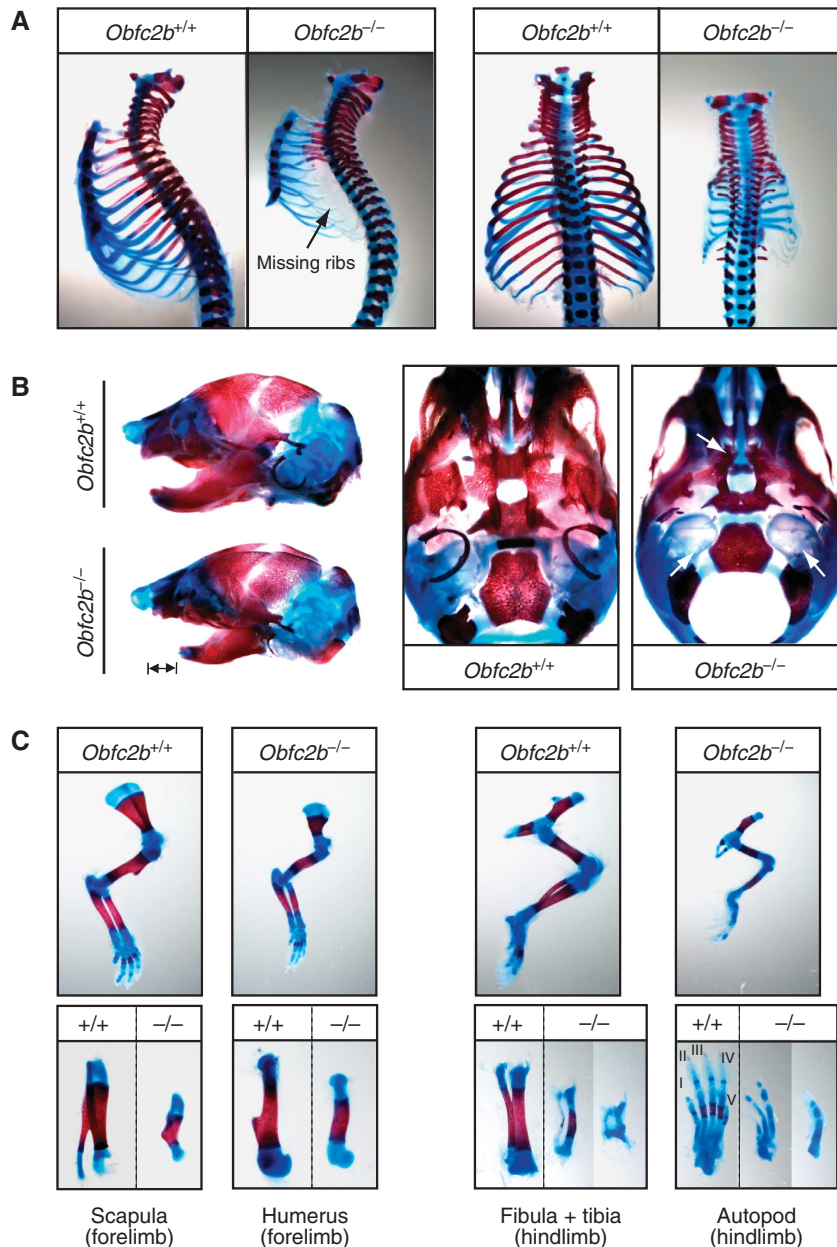 A
Obfc2b+/+
Obfc2b–/–
Obfc2b+/+
Obfc2b–/–
Missing ribs
B
Obfc2b+/+
Obfc2b–/–
Obfc2b+/+
Obfc2b–/–
C
Obfc2b+/+
Obfc2b–/–
Obfc2b+/+
Obfc2b–/–
+/+ –/–
+/+ –/–
+/+ –/–
+/+ –/–
I II III IV V
Scapula
(forelimb)
Humerus
(forelimb)
Fibula + tibia
(hindlimb)
Autopod
(hindlimb)